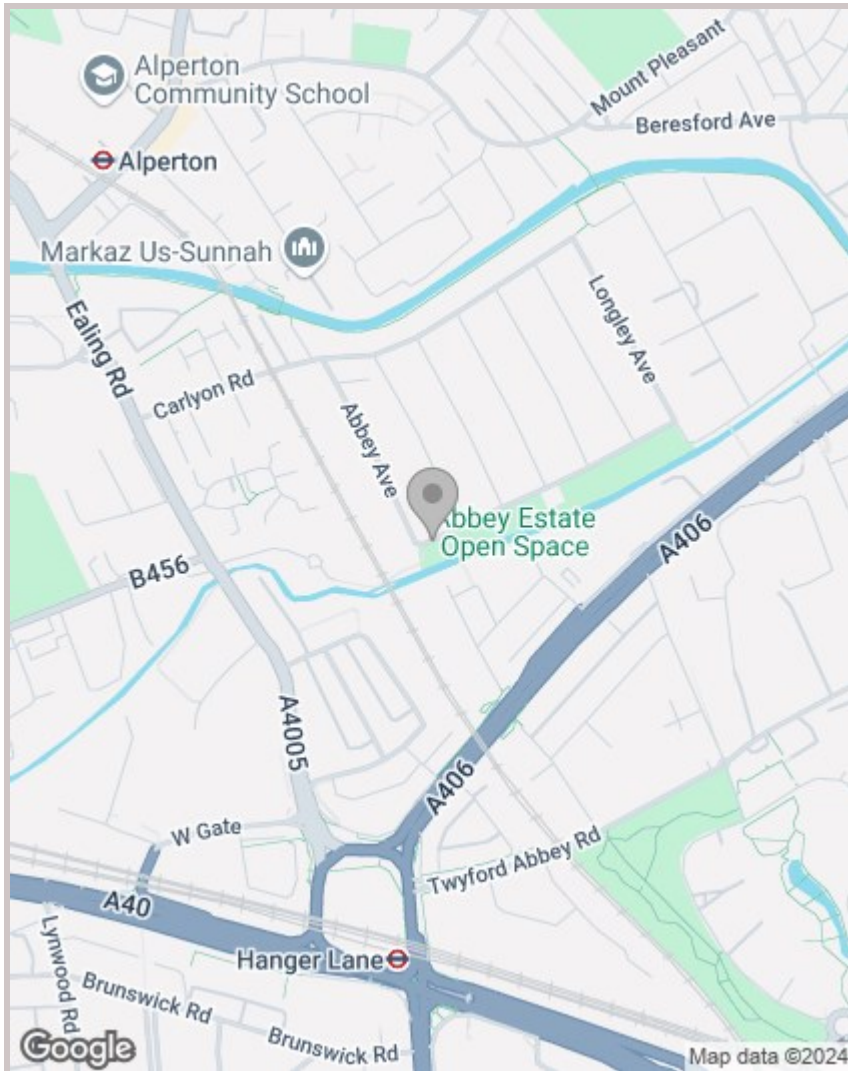 Alperton
Community School
Mount Pleasant
Beresford Ave
Alperton
Markaz Us-Sunnah
Ealing Rd
Longley Ave
Carlyon Rd
Abbey Ave
Abbey Estate
Open Space
B456
A406
A4005
A406
W Gate
Twyford Abbey Rd
A40
Hanger Lane
Lynwood Rd
Brunswick Rd
Brunswick Rd
Google
Map data ©2024